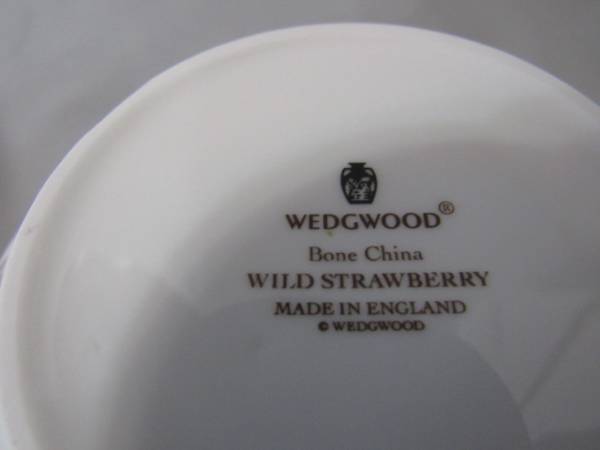 WEDGWOOD®
Bone China
WILD STRAWBERRY
MADE IN ENGLAND
© WEDGWOOD